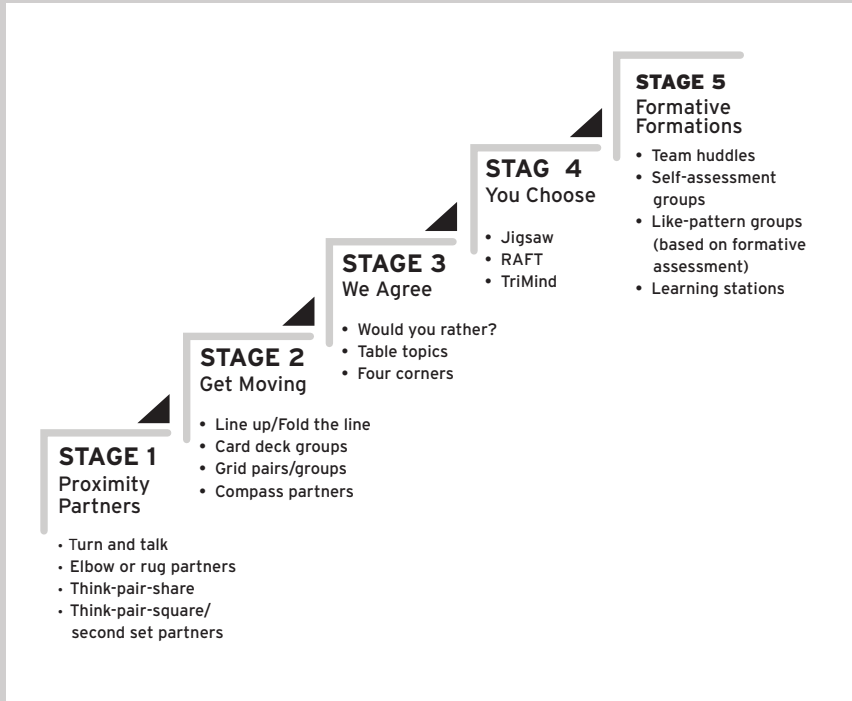 STAGE 5
Formative
Formations
• Team huddles
• Self-assessment
groups
• Like-pattern groups
(based on formative
assessment)
• Learning stations
STAG 4
You Choose
• Jigsaw
• RAFT
• TriMind
STAGE 3
We Agree
• Would you rather?
• Table topics
• Four corners
STAGE 2
Get Moving
• Line up/Fold the line
• Card deck groups
• Grid pairs/groups
• Compass partners
STAGE 1
Proximity
Partners
• Turn and talk
• Elbow or rug partners
• Think-pair-share
• Think-pair-square/
second set partners